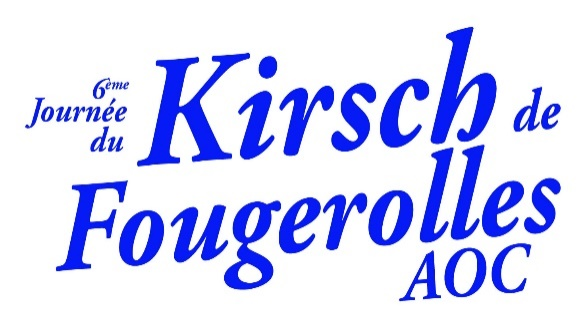 6ème
Journée
du
Kirsch de
Fougerolles
AOC